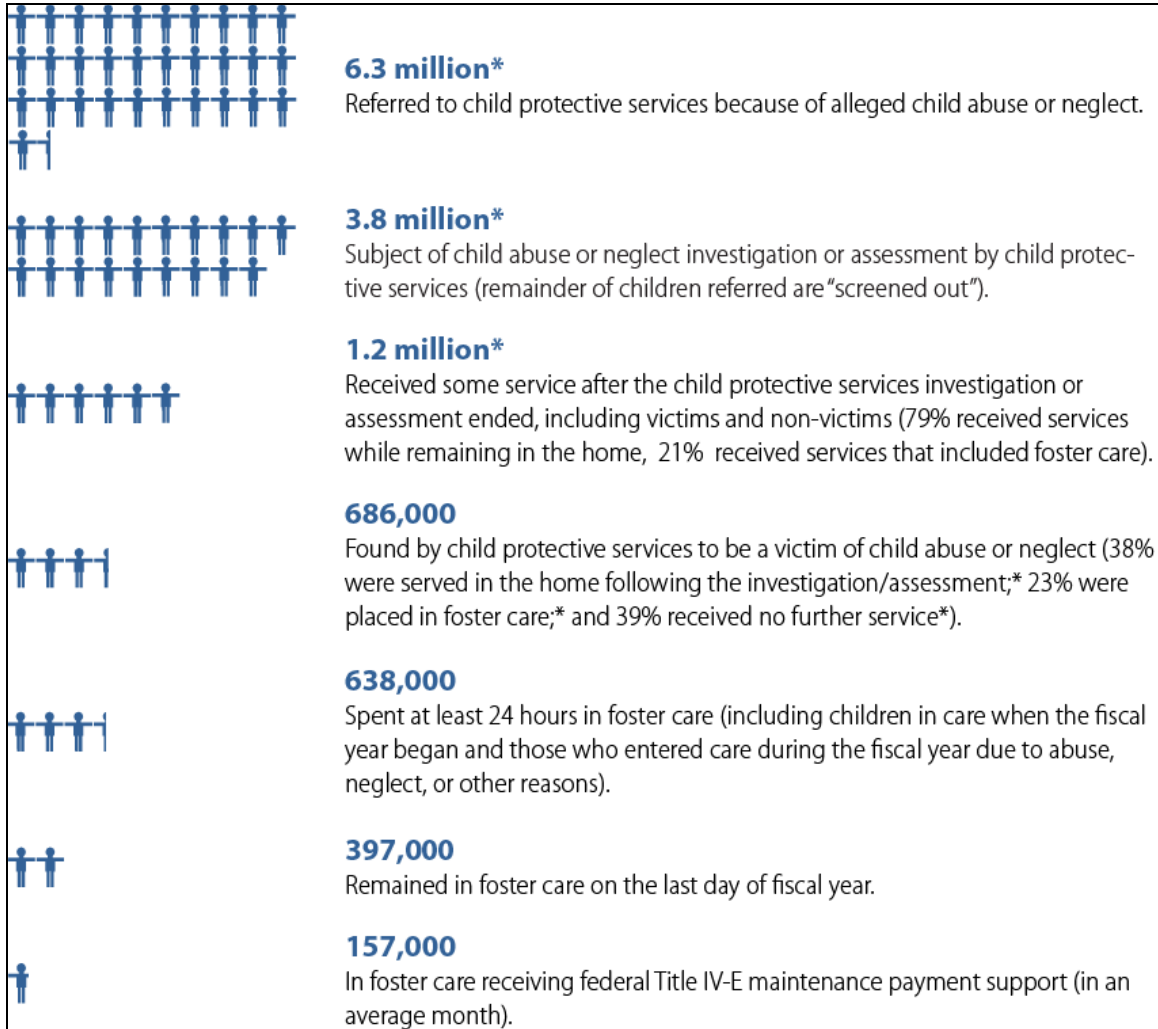 6.3 million*
Referred to child protective services because of alleged child abuse or neglect.
3.8 million*
Subject of child abuse or neglect investigation or assessment by child protec-
tive services (remainder of children referred are “screened out”).
1.2 million*
Received some service after the child protective services investigation or
assessment ended, including victims and non-victims (79% received services
while remaining in the home, 21% received services that included foster care).
686,000
Found by child protective services to be a victim of child abuse or neglect (38%
were served in the home following the investigation/assessment;* 23% were
placed in foster care;* and 39% received no further service*).
638,000
Spent at least 24 hours in foster care (including children in care when the fiscal
year began and those who entered care during the fiscal year due to abuse,
neglect, or other reasons).
397,000
Remained in foster care on the last day of fiscal year.
157,000
In foster care receiving federal Title IV-E maintenance payment support (in an
average month).